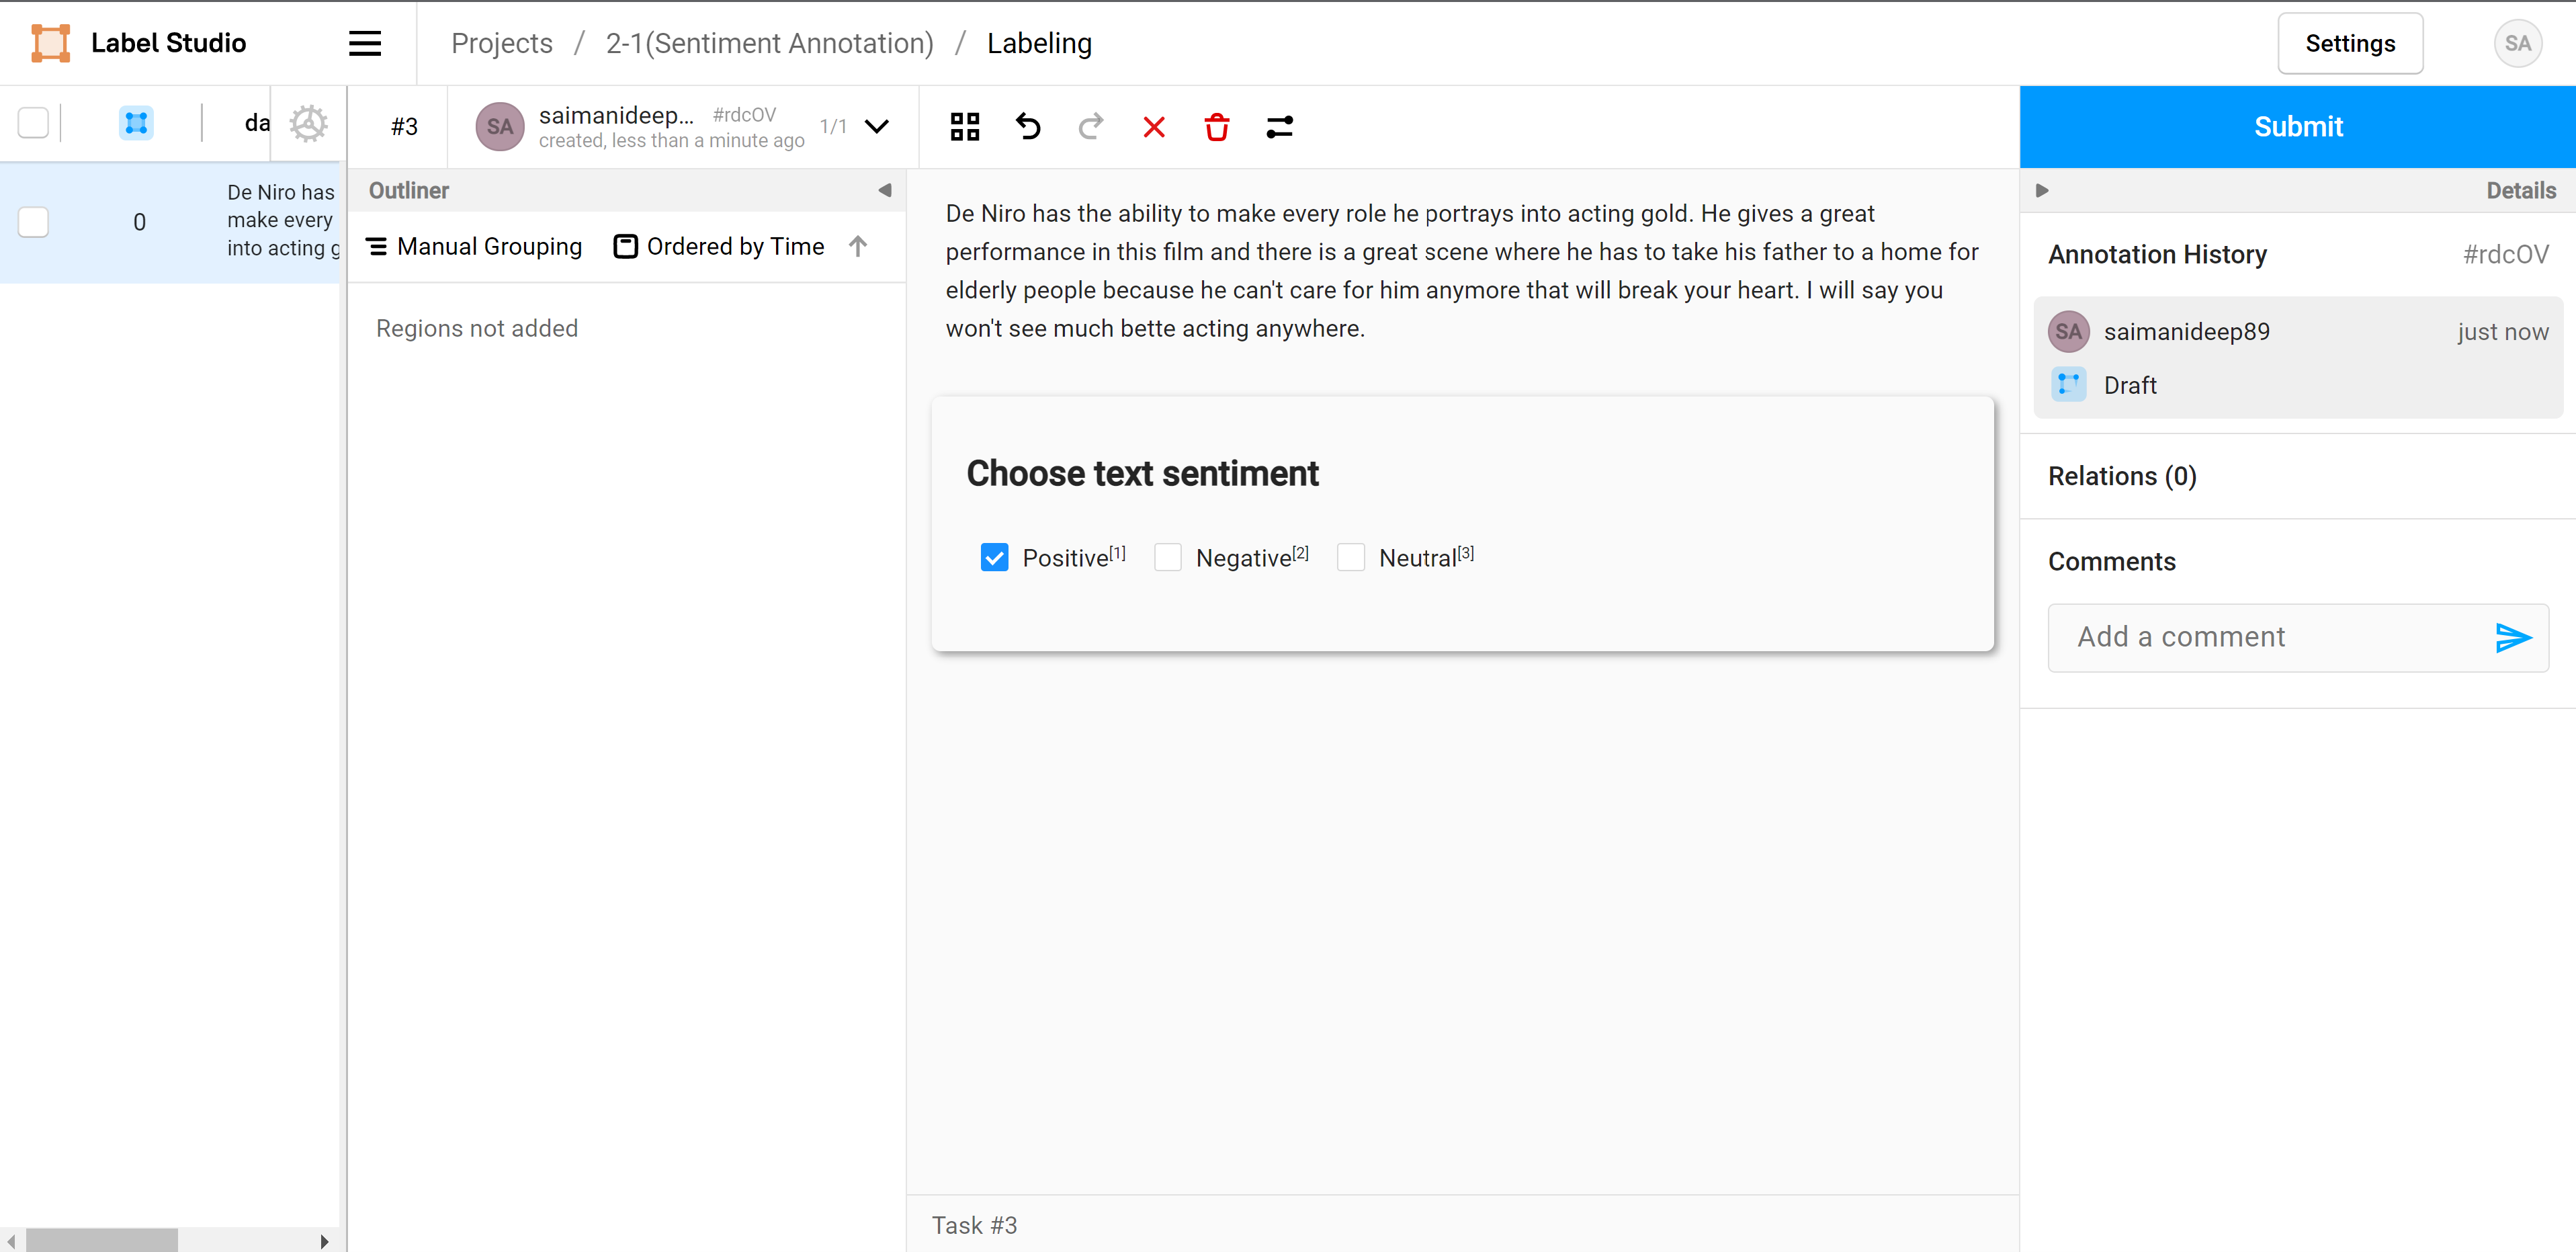 Label Studio
Projects / 2-1(Sentiment Annotation) / Labeling
Settings
SA
da
#3
SA
saimanideep... #rdcOV
created, less than a minute ago
1/1
Submit
0
De Niro has
make every
into acting g
Outliner
Manual Grouping
Ordered by Time
Regions not added
De Niro has the ability to make every role he portrays into acting gold. He gives a great
performance in this film and there is a great scene where he has to take his father to a home for
elderly people because he can't care for him anymore that will break your heart. I will say you
won't see much bette acting anywhere.
Choose text sentiment
Positive[1] Negative[2] Neutral[3]
Task #3
Details
Annotation History #rdcOV
SA saimanideep89 just now
Draft
Relations (0)
Comments
Add a comment